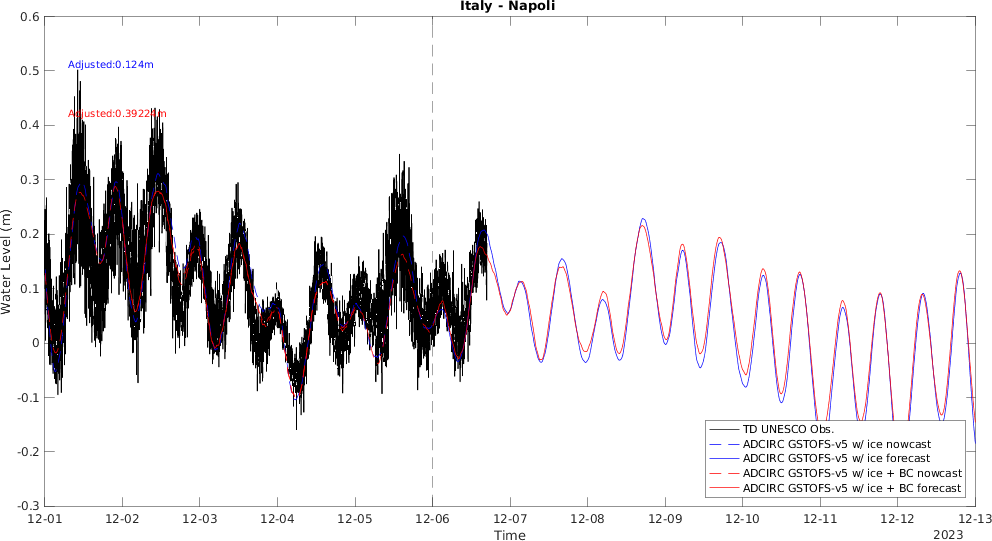 Italy - Napoli
Water Level (m)
0.6
0.5
0.4
0.3
0.2
0.1
0
-0.1
-0.2
-0.3
Adjusted:0.124m
Adjusted:0.39224m
TD UNESCO Obs.
ADCIRC GSTOFS-v5 w/ ice nowcast
ADCIRC GSTOFS-v5 w/ ice forecast
ADCIRC GSTOFS-v5 w/ ice + BC nowcast
ADCIRC GSTOFS-v5 w/ ice + BC forecast
12-01 12-02 12-03 12-04 12-05 12-06 12-07 12-08 12-09 12-10 12-11 12-12 12-13
Time
2023